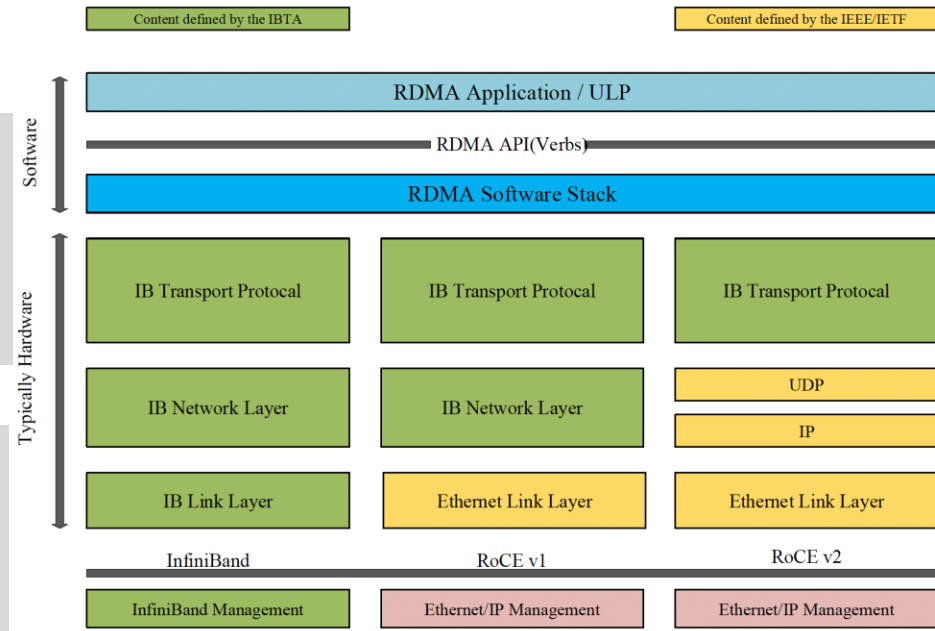 Content defined by the IBTA
Content defined by the IEEE/IETF
RDMA Application / ULP
Software
RDMA API(Verbs)
RDMA Software Stack
Typically Hardware
IB Transport Protocal
IB Transport Protocal
IB Transport Protocal
IB Network Layer
IB Network Layer
UDP
IP
IB Link Layer
Ethernet Link Layer
Ethernet Link Layer
InfiniBand
RoCE v1
RoCE v2
InfiniBand Management
Ethernet/IP Management
Ethernet/IP Management